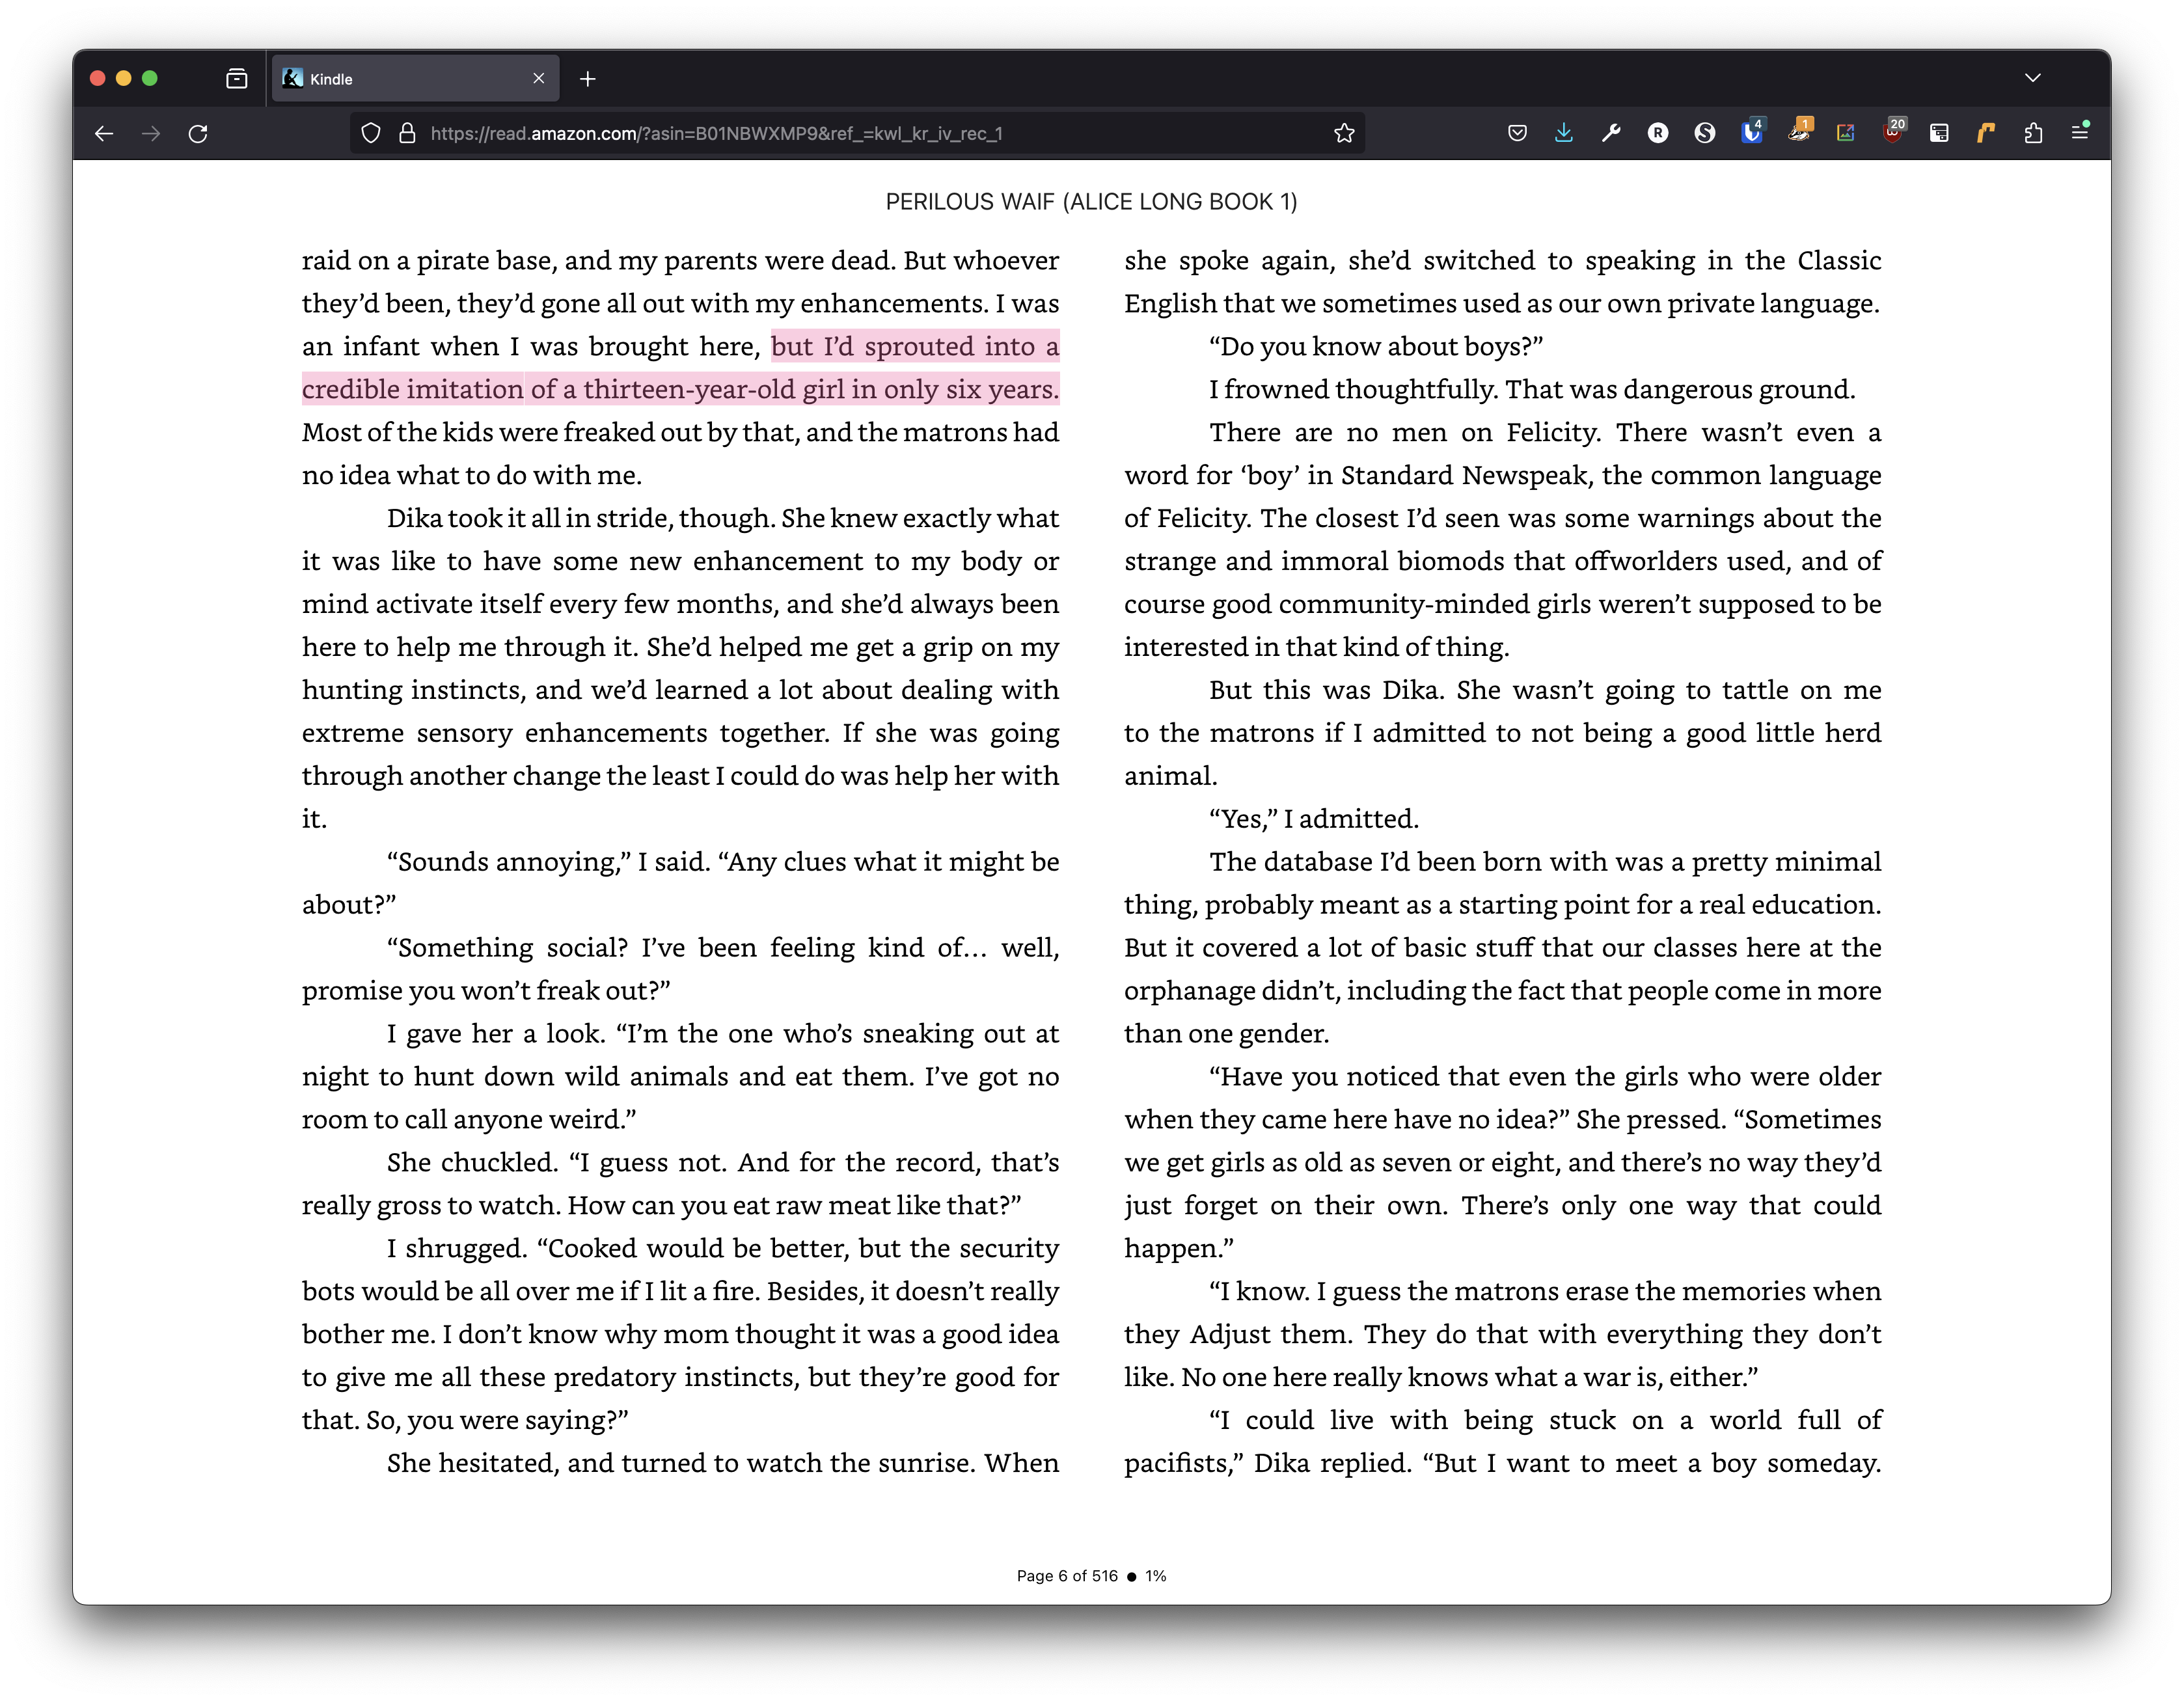 Kindle
https://read.amazon.com/?asin=B01NBWXMP9&ref_=kwl_kr_iv_rec_1
4
1
20
PERILOUS WAIF (ALICE LONG BOOK 1)
raid on a pirate base, and my parents were dead. But whoever
they’d been, they’d gone all out with my enhancements. I was
an infant when I was brought here, but I’d sprouted into a
credible imitation of a thirteen-year-old girl in only six years.
Most of the kids were freaked out by that, and the matrons had
no idea what to do with me.
Dika took it all in stride, though. She knew exactly what
it was like to have some new enhancement to my body or
mind activate itself every few months, and she’d always been
here to help me through it. She’d helped me get a grip on my
hunting instincts, and we’d learned a lot about dealing with
extreme sensory enhancements together. If she was going
through another change the least I could do was help her with
it.
“Sounds annoying,” I said. “Any clues what it might be
about?”
“Something social? I’ve been feeling kind of… well,
promise you won’t freak out?”
I gave her a look. “I’m the one who’s sneaking out at
night to hunt down wild animals and eat them. I’ve got no
room to call anyone weird.”
She chuckled. “I guess not. And for the record, that’s
really gross to watch. How can you eat raw meat like that?”
I shrugged. “Cooked would be better, but the security
bots would be all over me if I lit a fire. Besides, it doesn’t really
bother me. I don’t know why mom thought it was a good idea
to give me all these predatory instincts, but they’re good for
that. So, you were saying?”
She hesitated, and turned to watch the sunrise. When
she spoke again, she’d switched to speaking in the Classic
English that we sometimes used as our own private language.
“Do you know about boys?”
I frowned thoughtfully. That was dangerous ground.
There are no men on Felicity. There wasn’t even a
word for ‘boy’ in Standard Newspeak, the common language
of Felicity. The closest I’d seen was some warnings about the
strange and immoral biomods that offworlders used, and of
course good community-minded girls weren’t supposed to be
interested in that kind of thing.
But this was Dika. She wasn’t going to tattle on me
to the matrons if I admitted to not being a good little herd
animal.
“Yes,” I admitted.
The database I’d been born with was a pretty minimal
thing, probably meant as a starting point for a real education.
But it covered a lot of basic stuff that our classes here at the
orphanage didn’t, including the fact that people come in more
than one gender.
“Have you noticed that even the girls who were older
when they came here have no idea?” She pressed. “Sometimes
we get girls as old as seven or eight, and there’s no way they’d
just forget on their own. There’s only one way that could
happen.”
“I know. I guess the matrons erase the memories when
they Adjust them. They do that with everything they don’t
like. No one here really knows what a war is, either.”
“I could live with being stuck on a world full of
pacifists,” Dika replied. “But I want to meet a boy someday.
Page 6 of 516 ● 1%